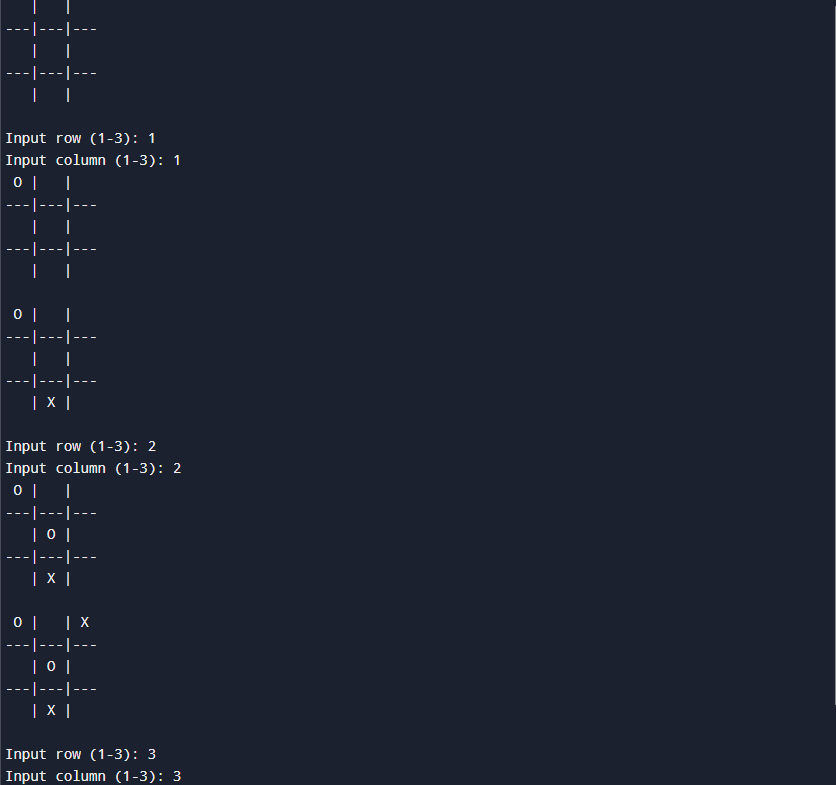 |   |
---|---|---
   |   |
---|---|---
   |   |

Input row (1-3): 1
Input column (1-3): 1
 O |   |
---|---|---
   |   |
---|---|---
   |   |

 O |   |
---|---|---
   |   |
---|---|---
   | X |

Input row (1-3): 2
Input column (1-3): 2
 O |   |
---|---|---
   | O |
---|---|---
   | X |

 O |   | X
---|---|---
   | O |
---|---|---
   | X |

Input row (1-3): 3
Input column (1-3): 3